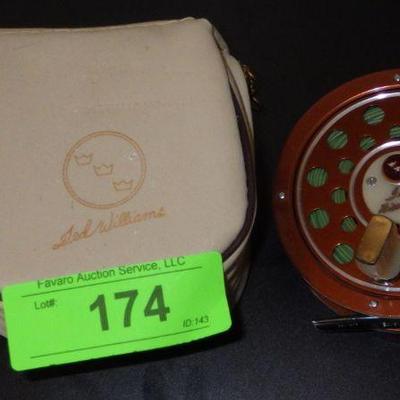 Ted Williams
Favaro Auction Service, LLC
Lot#:
174
ID:143